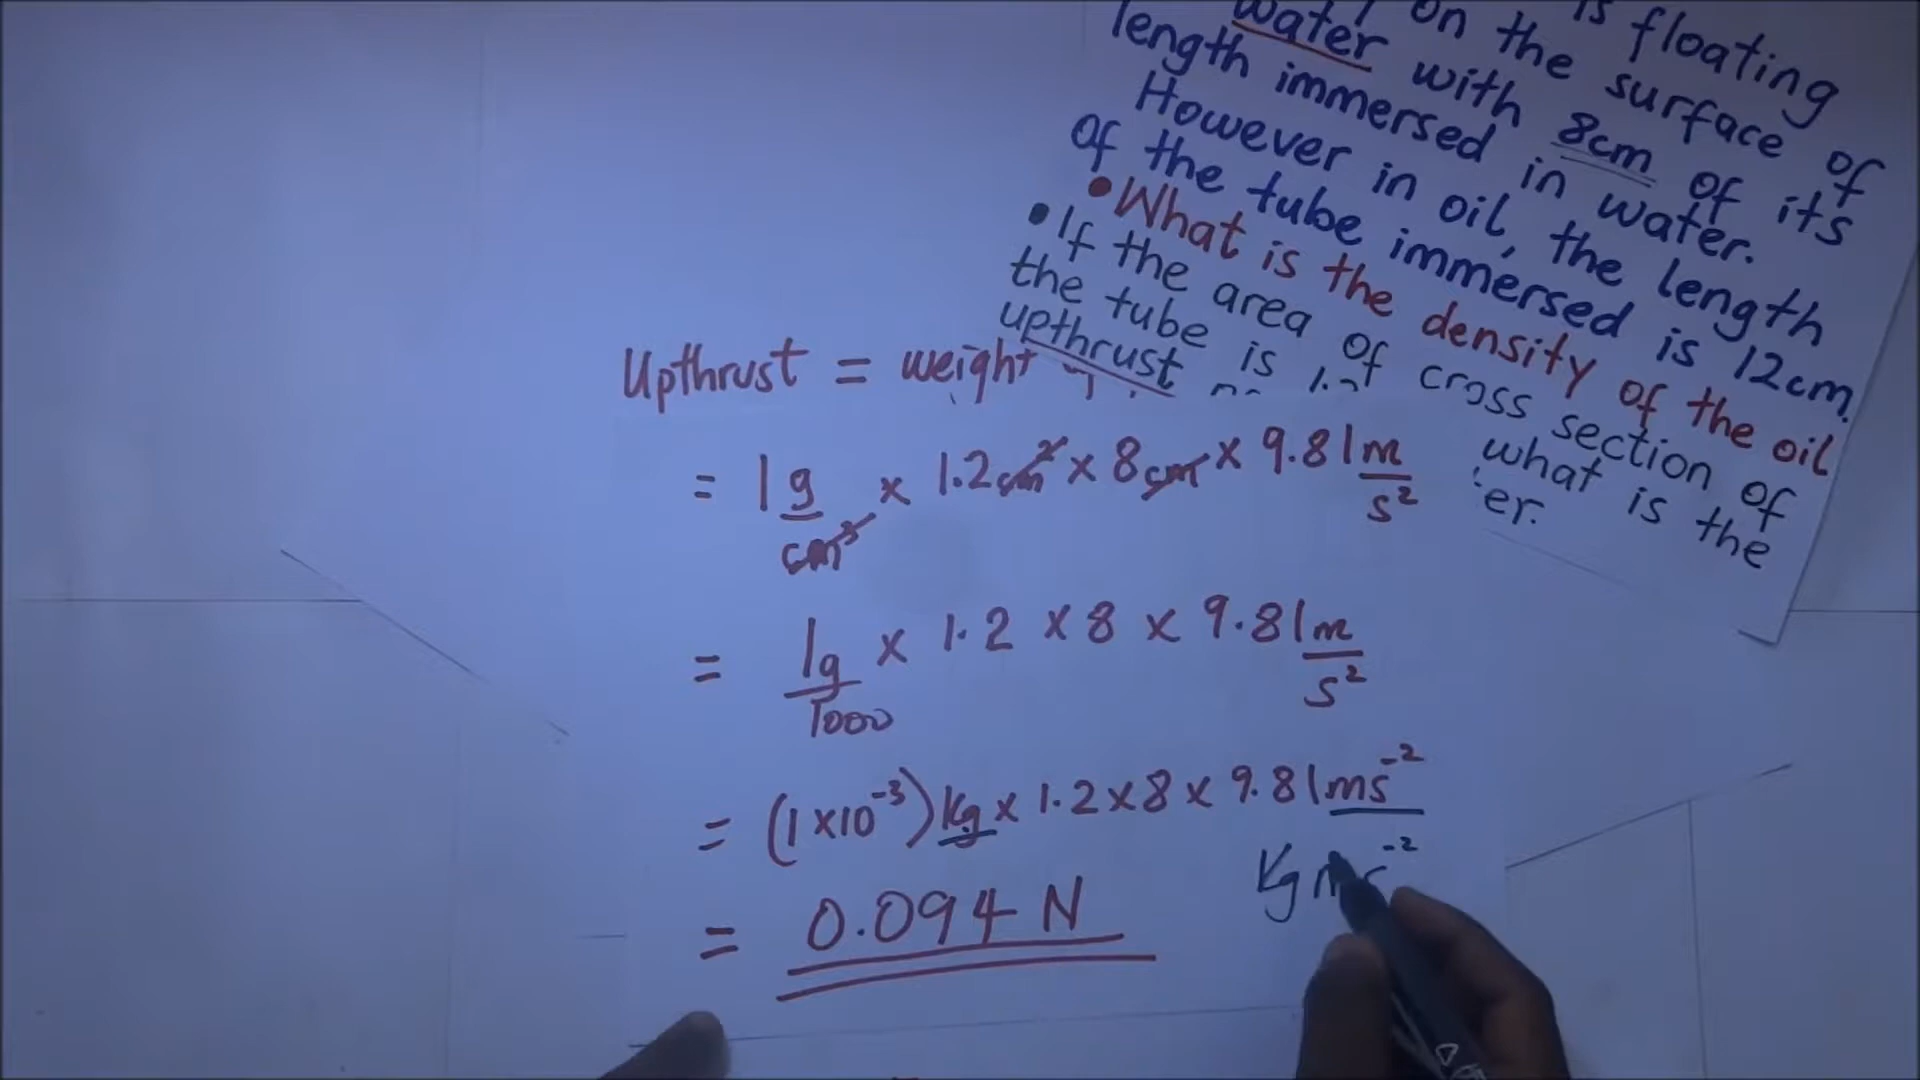 is floating
on the surface of
water with 8cm of its
length immersed in water.
However in oil, the length
of the tube immersed is 12cm.
•What is the density of the oil
•If the area of cross section of
the tube is what is the
upthrust er.
Upthrust = weight
= 1g/cm³ × 1.2cm² × 8cm × 9.81m/s²
= 1g/1000 × 1.2 × 8 × 9.81m/s²
= (1×10⁻³)kg × 1.2×8× 9.81ms⁻²
Kgms⁻²
= 0.094 N